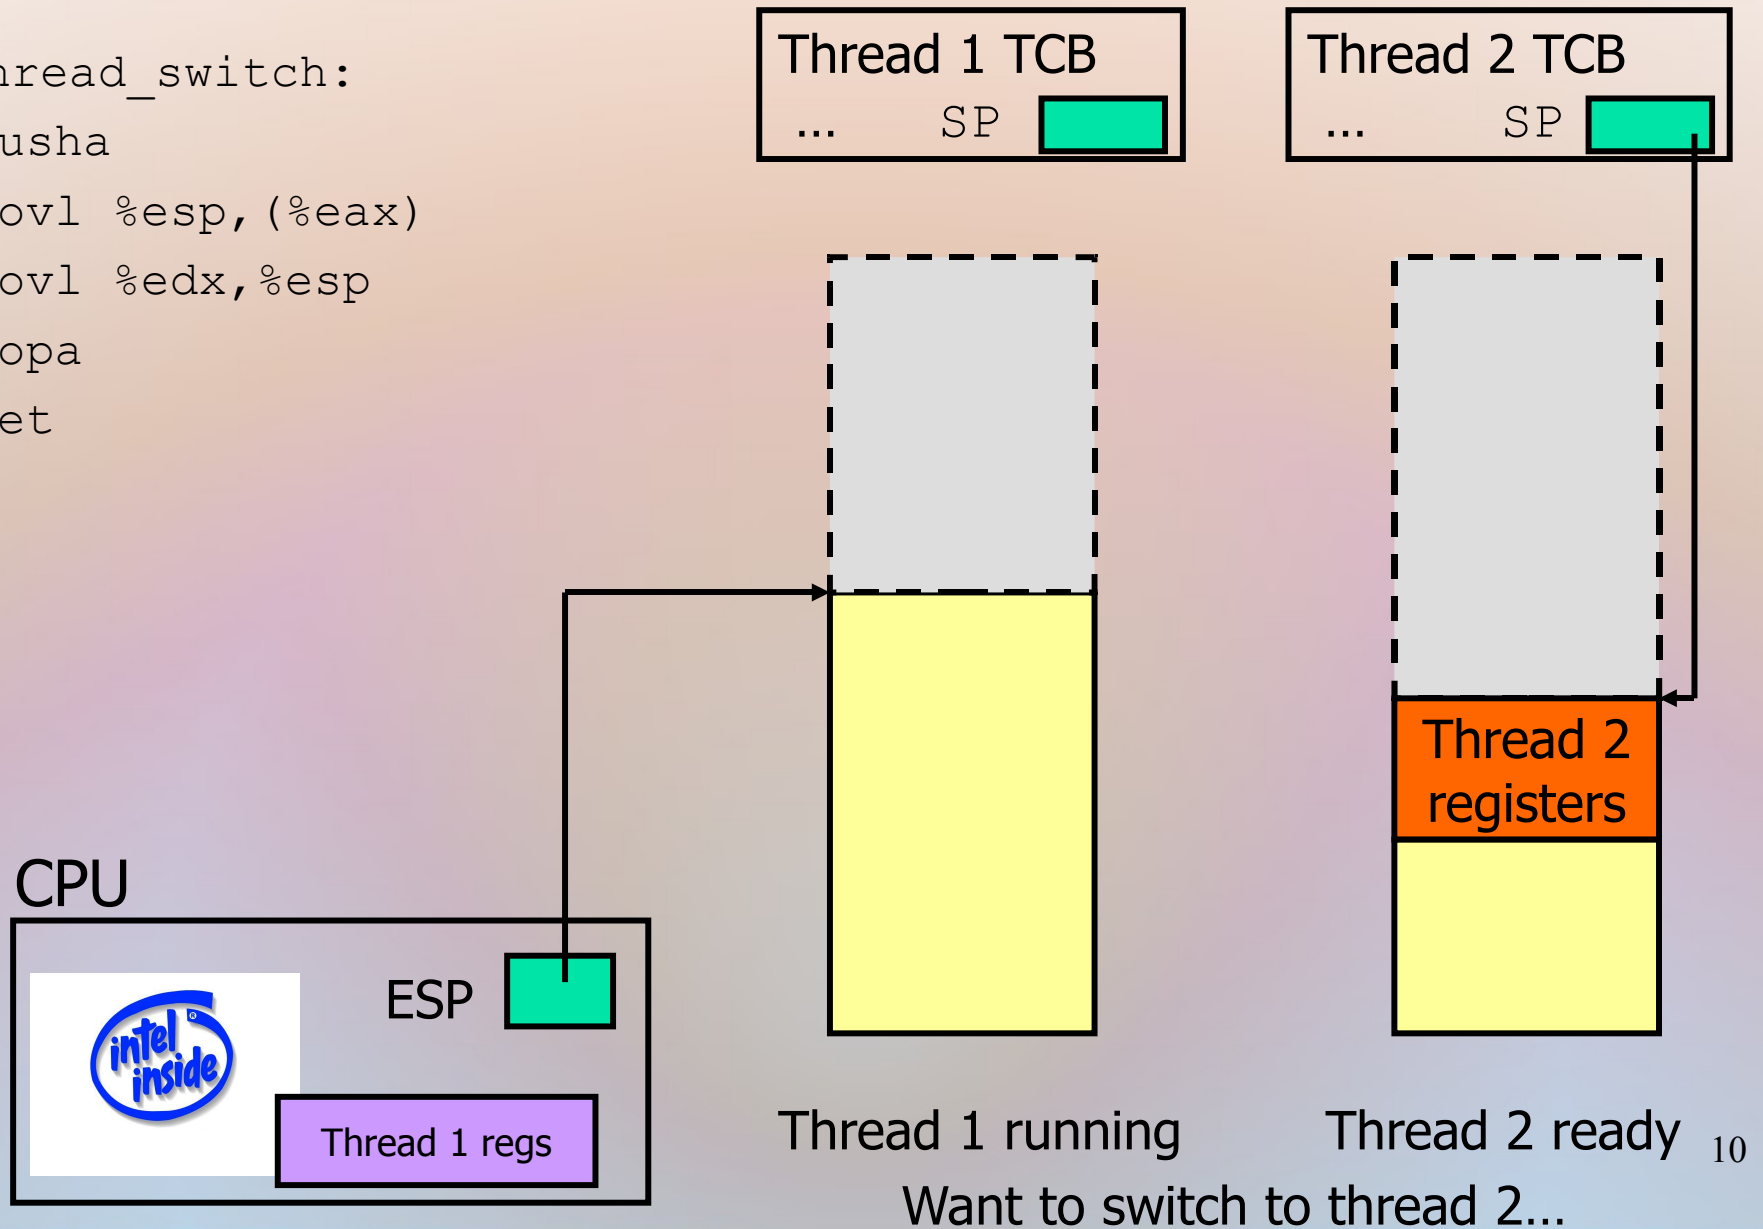 hread_switch:
usha
ovl %esp,(%eax)
ovl %edx,%esp
opa
et
Thread 1 TCB
... SP
Thread 2 TCB
... SP
Thread 2
registers
CPU
ESP
intel
inside
®
Thread 1 regs
Thread 1 running
Thread 2 ready
10
Want to switch to thread 2...